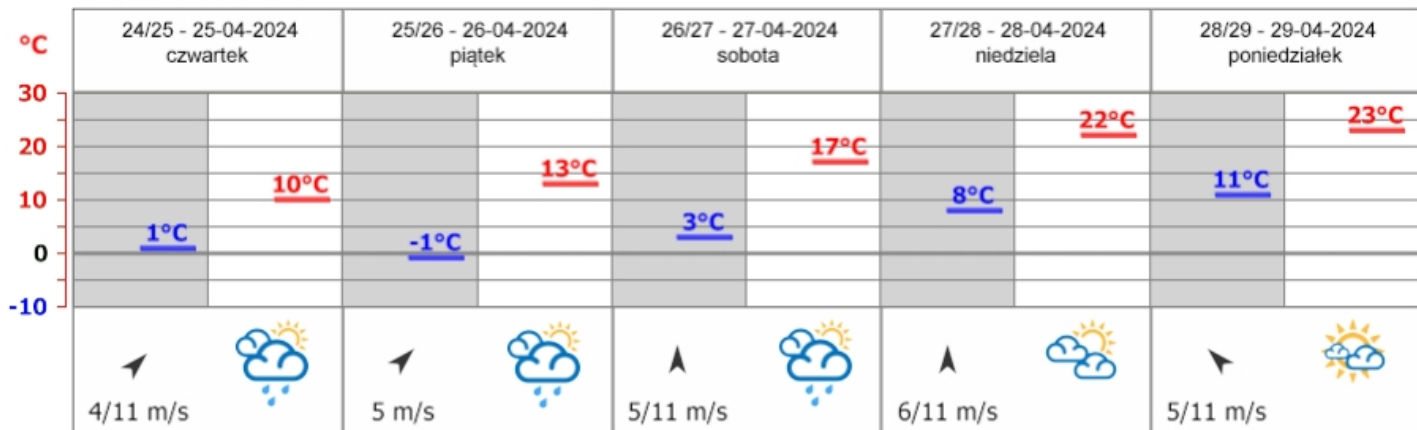 24/25 - 25-04-2024
czwartek
25/26 - 26-04-2024
piątek
26/27 - 27-04-2024
sobota
27/28 - 28-04-2024
niedziela
28/29 - 29-04-2024
poniedziałek
°C
30
20
10
0
-10
1°C
10°C
-1°C
13°C
3°C
17°C
8°C
22°C
11°C
23°C
4/11 m/s
5 m/s
5/11 m/s
6/11 m/s
5/11 m/s